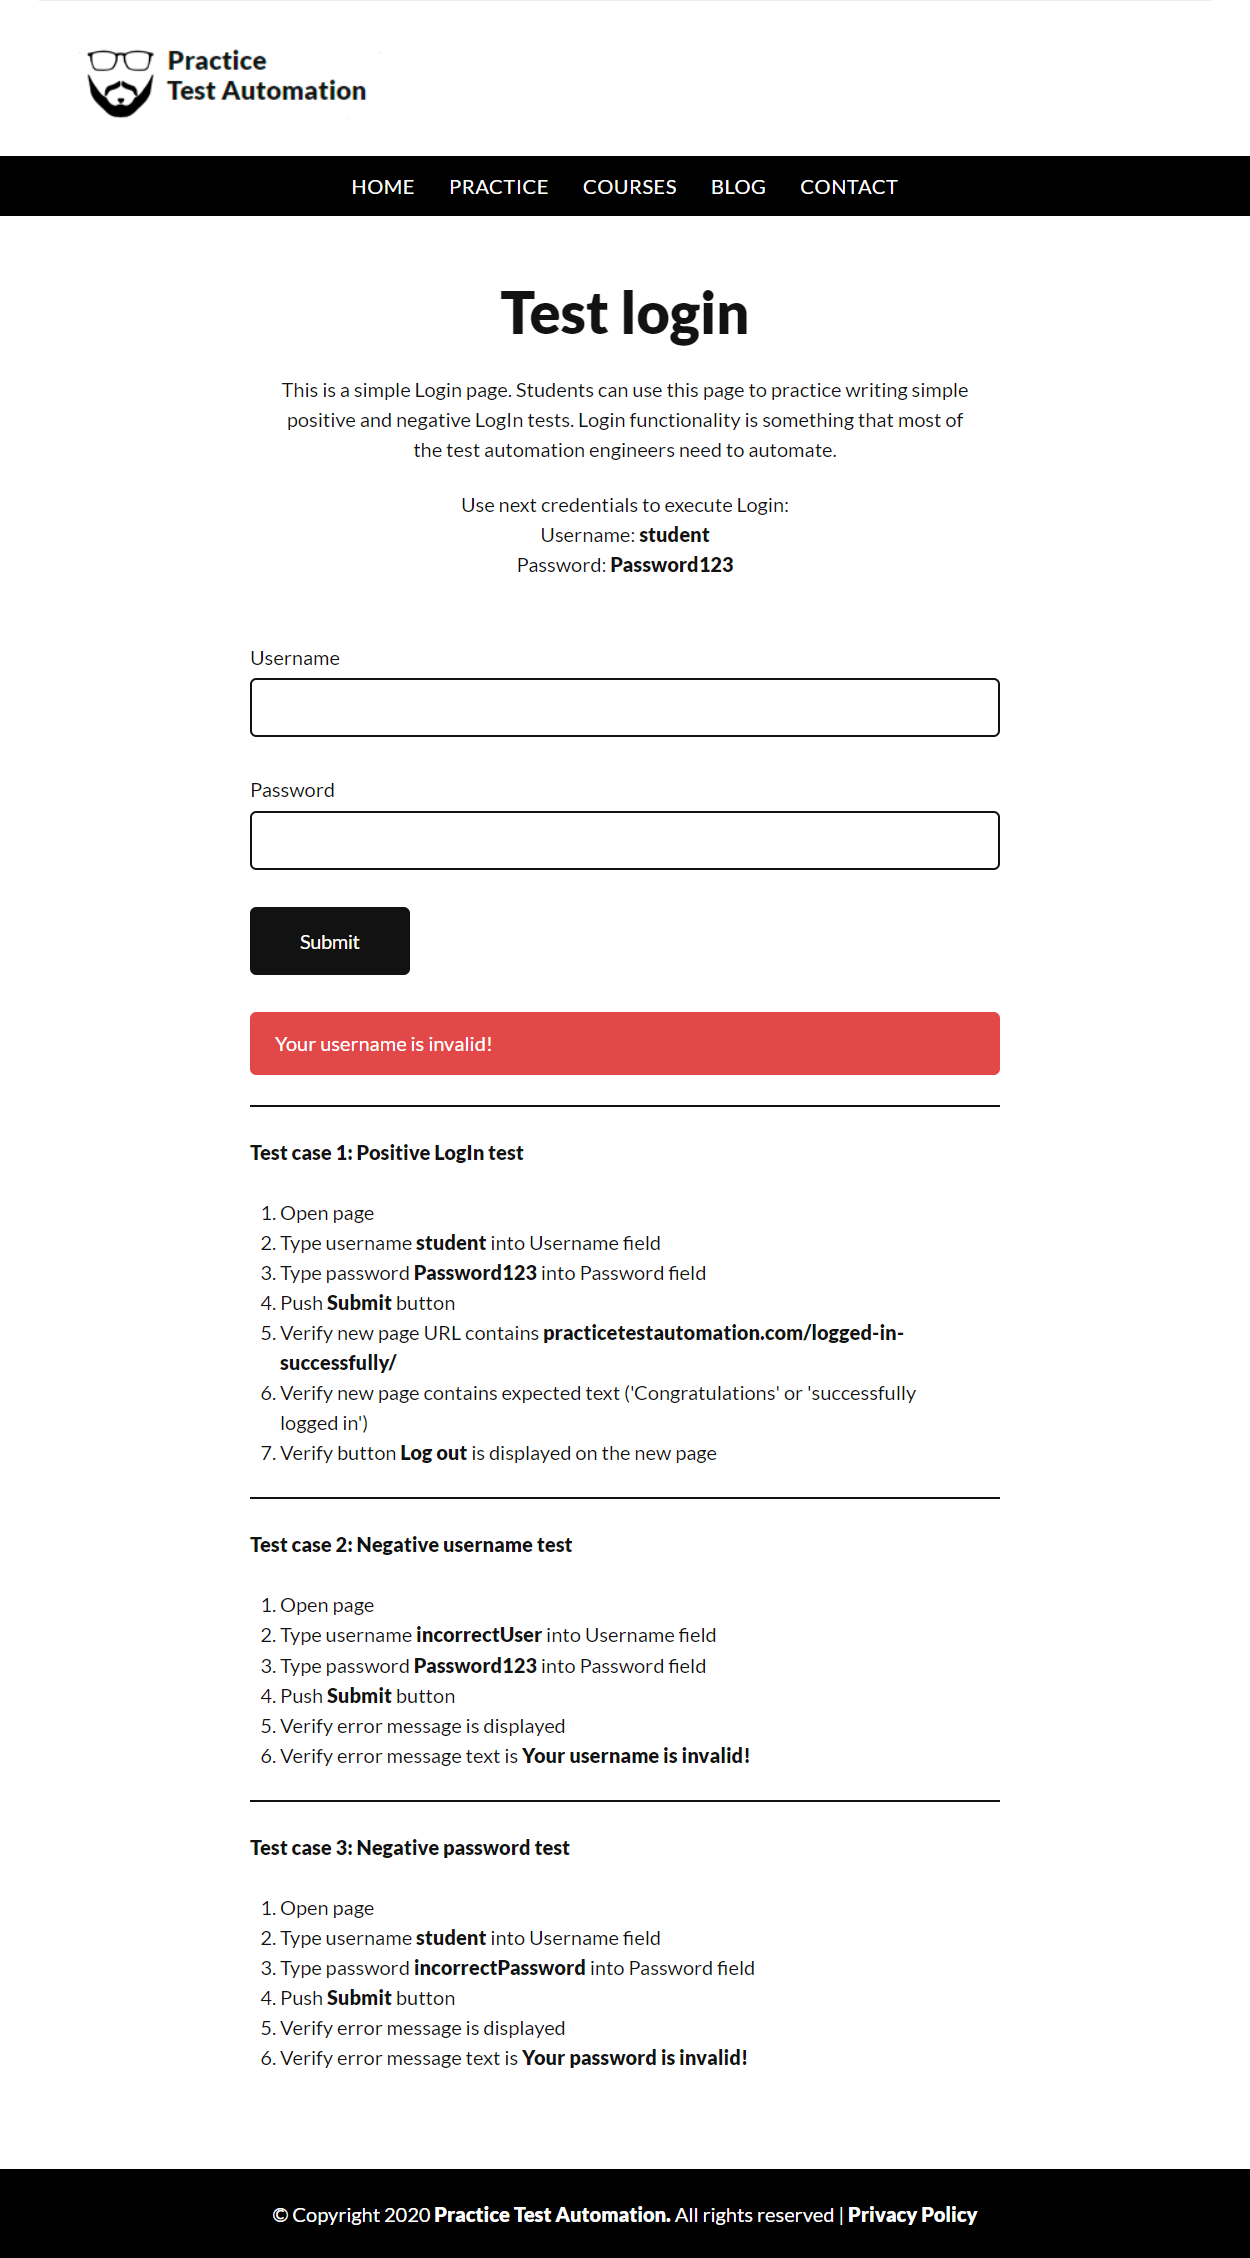 Practice
Test Automation
HOME PRACTICE COURSES BLOG CONTACT
Test login
This is a simple Login page. Students can use this page to practice writing simple
positive and negative LogIn tests. Login functionality is something that most of
the test automation engineers need to automate.
Use next credentials to execute Login:
Username: student
Password: Password123
Username
Password
Submit
Your username is invalid!
Test case 1: Positive LogIn test
1. Open page
2. Type username student into Username field
3. Type password Password123 into Password field
4. Push Submit button
5. Verify new page URL contains practicetestautomation.com/logged-in-
successfully/
6. Verify new page contains expected text ('Congratulations' or 'successfully
logged in')
7. Verify button Log out is displayed on the new page
Test case 2: Negative username test
1. Open page
2. Type username incorrectUser into Username field
3. Type password Password123 into Password field
4. Push Submit button
5. Verify error message is displayed
6. Verify error message text is Your username is invalid!
Test case 3: Negative password test
1. Open page
2. Type username student into Username field
3. Type password incorrectPassword into Password field
4. Push Submit button
5. Verify error message is displayed
6. Verify error message text is Your password is invalid!
© Copyright 2020 Practice Test Automation. All rights reserved | Privacy Policy